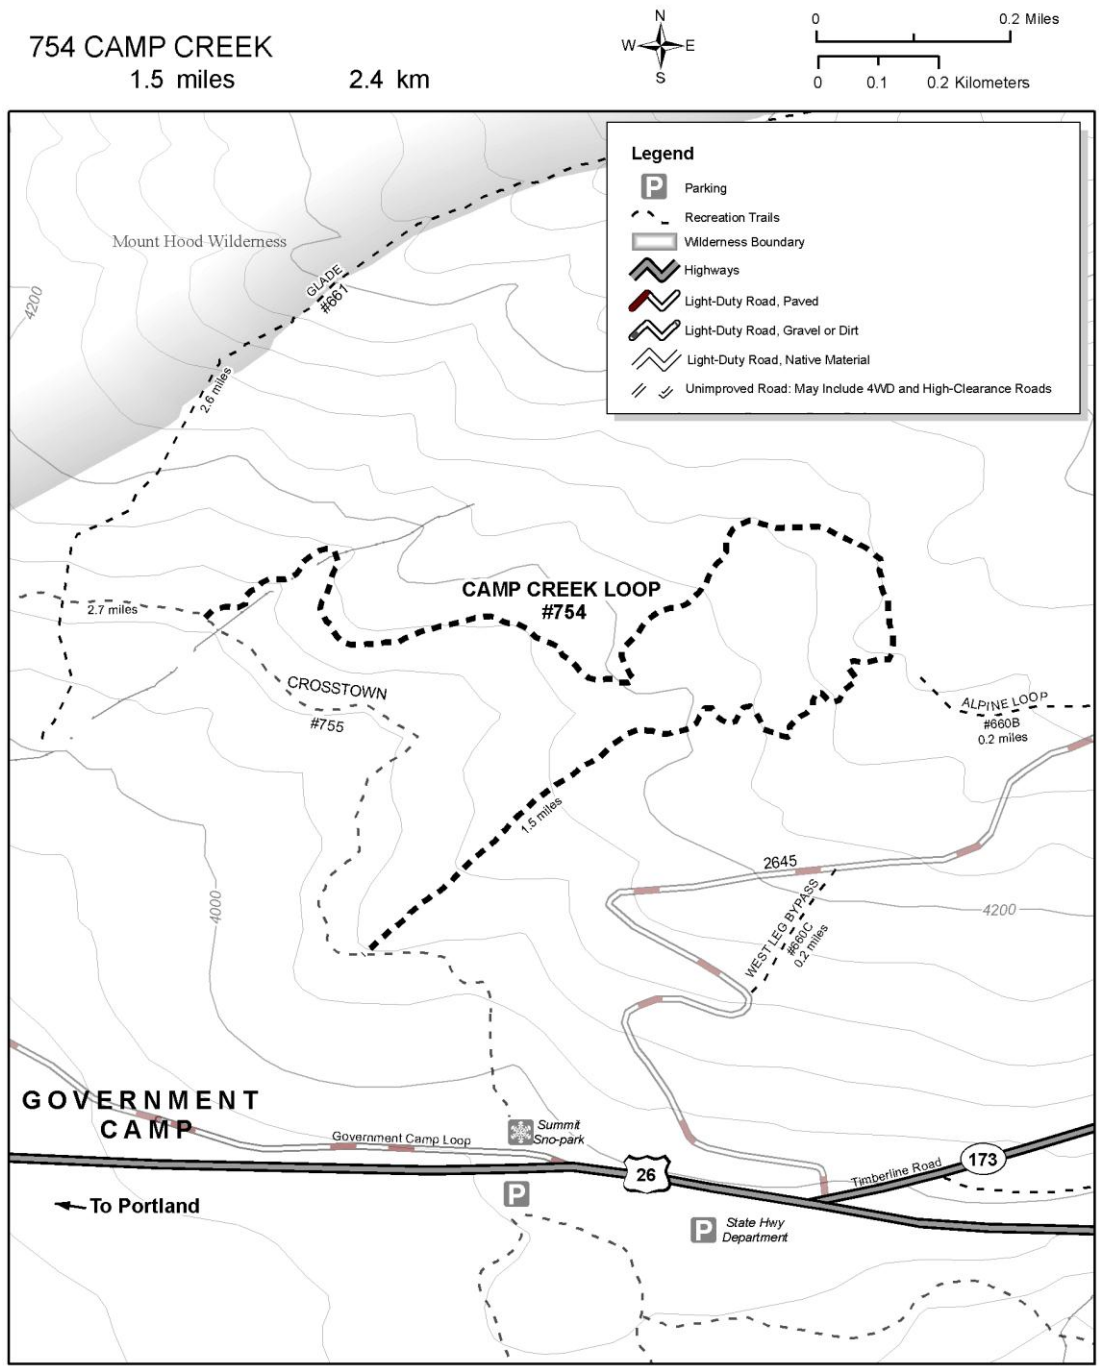 754 CAMP CREEK
1.5 miles 2.4 km
N
W E
S
0 0.2 Miles
0 0.1 0.2 Kilometers
Legend
P Parking
Recreation Trails
Wilderness Boundary
Highways
Light-Duty Road, Paved
Light-Duty Road, Gravel or Dirt
Light-Duty Road, Native Material
Unimproved Road: May Include 4WD and High-Clearance Roads
Mount Hood Wilderness
GLADE
#661
4200
2.6 miles
CAMP CREEK LOOP
#754
2.7 miles
CROSSTOWN
#755
ALPINE LOOP
#660B
0.2 miles
1.5 miles
2645
WEST LEG BYPASS
#660C
0.2 miles
4000
4200
GOVERNMENT
CAMP
Government Camp Loop
Summit
Sno-park
26
Timberline Road
173
To Portland
P
P
State Hwy
Department